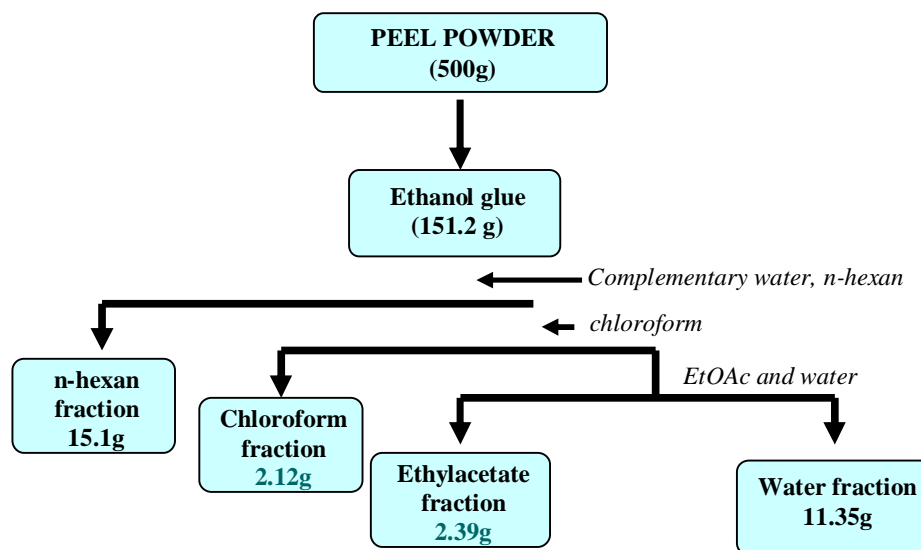 PEEL POWDER
(500g)
Ethanol glue
(151.2 g)
Complementary water, n-hexan
chloroform
n-hexan
fraction
15.1g
EtOAc and water
Chloroform
fraction
2.12g
Ethylacetate
fraction
2.39g
Water fraction
11.35g